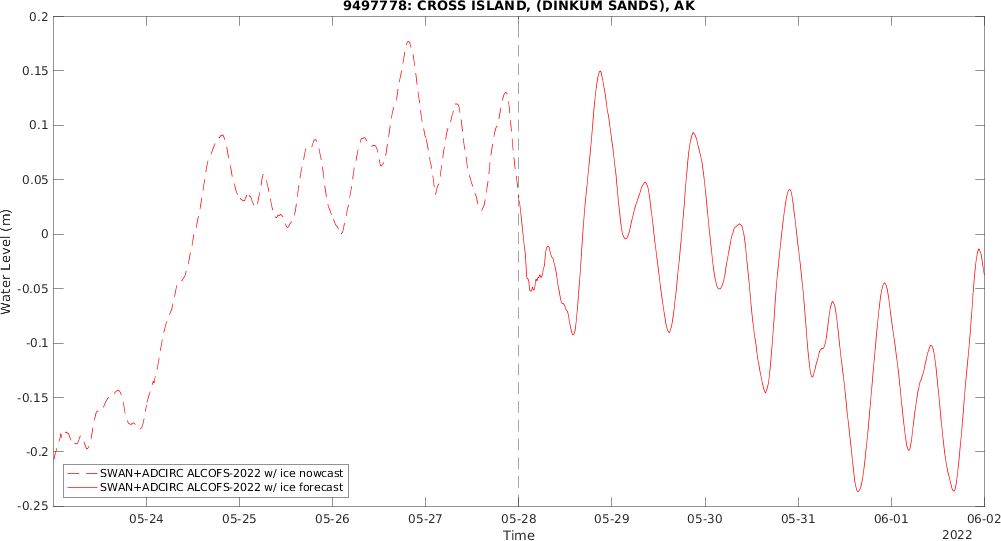 9497778: CROSS ISLAND, (DINKUM SANDS), AK
0.2
0.15
0.1
0.05
0
-0.05
-0.1
-0.15
-0.2
-0.25
Water Level (m)
SWAN+ADCIRC ALCOFS-2022 w/ ice nowcast
SWAN+ADCIRC ALCOFS-2022 w/ ice forecast
05-24 05-25 05-26 05-27 05-28 05-29 05-30 05-31 06-01 06-02
Time
2022